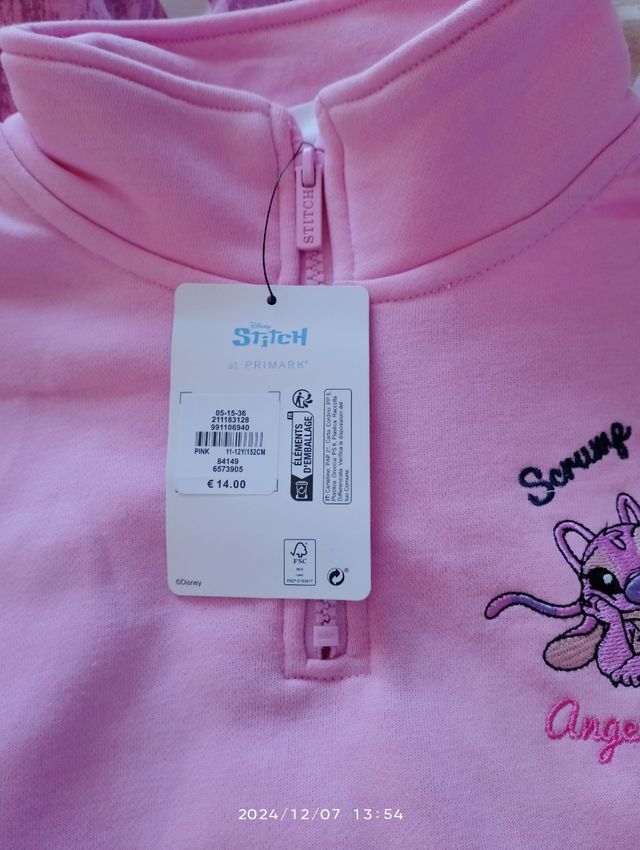 STITCH
Disney
STITCH
at PRIMARK®
05-15-36
211183128
991106940
PINK 11-12Y/152CM
84149
6573905
€ 14.00
ÉLÉMENTS
D'EMBALLAGE
FSC
©Disney
Scrump
Ange
2024/12/07 13:54